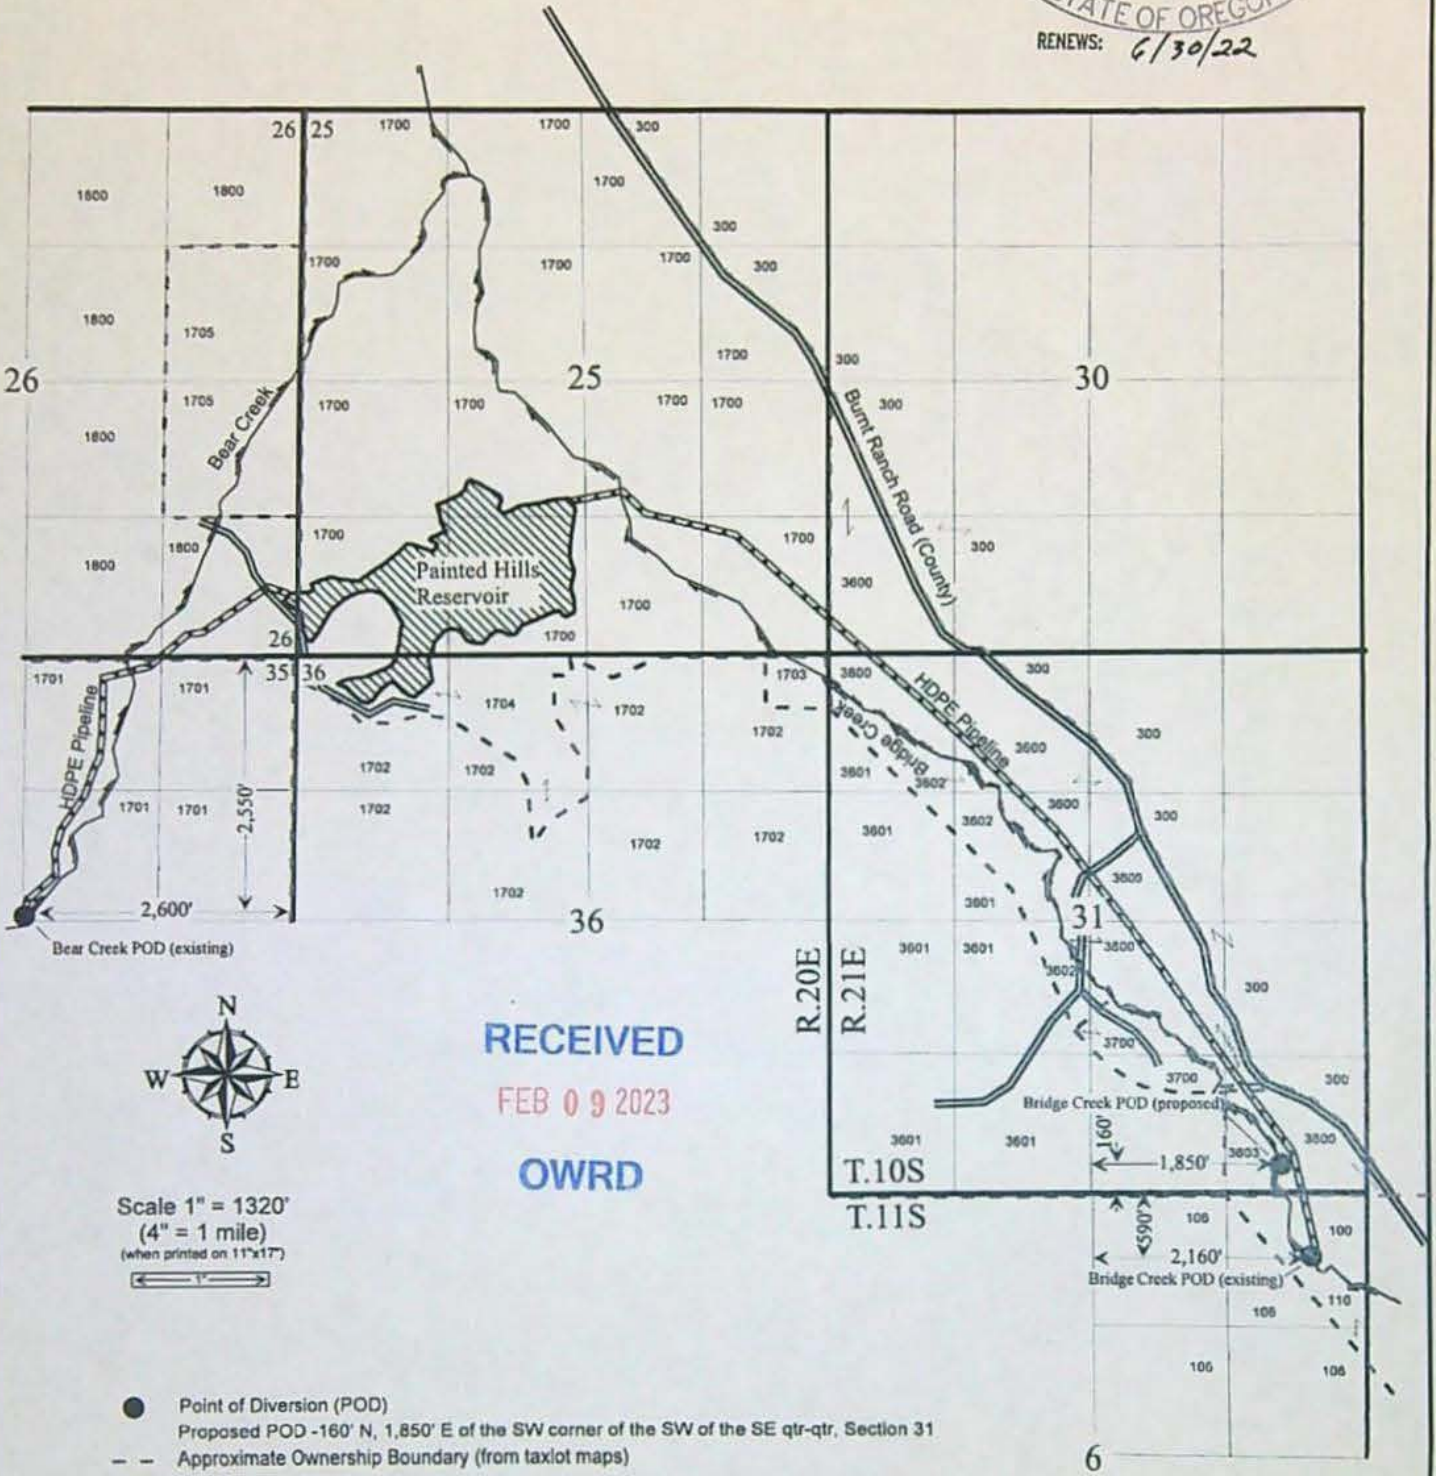 STATE OF OREGON
RENEWS: 6/30/22
26 25 1700 1700 300
1800 1800 1700
300
1700 1700 1700 300
1800 1705 1700 300
26 25 30
1705 1700 1700 1700 1700 300
Bear Creek
Burnt Ranch Road (County)
1800
1800 1800 1700 1700 300
Painted Hills
Reservoir
3600
1700
26 1700
35 36
1701 1701 1704 1702 1703 3600 300
HDPE Pipeline
HDPE Pipeline
Bridge Creek
1702 1702 1702 3601 3602 3600 300
1701 1701 1702 3600 300
2,550'
1702 1702 3601 3602
1702 3605
2,600' 36 3601 31
Bear Creek POD (existing)
R.20E
R.21E
3601 3601 3600
3602 300
N
W E
S
RECEIVED
FEB 09 2023
OWRD
3700
3700 300
Bridge Creek POD (proposed)
160'
3601 3601 3603 3600
1,850'
T.10S
T.11S
590'
106 100
2,160'
Bridge Creek POD (existing)
106 110
106 106
6
Scale 1" = 1320'
(4" = 1 mile)
(when printed on 11"x17")
1"
Point of Diversion (POD)
Proposed POD -160' N, 1,850' E of the SW corner of the SW of the SE qtr-qtr, Section 31
Approximate Ownership Boundary (from taxlot maps)